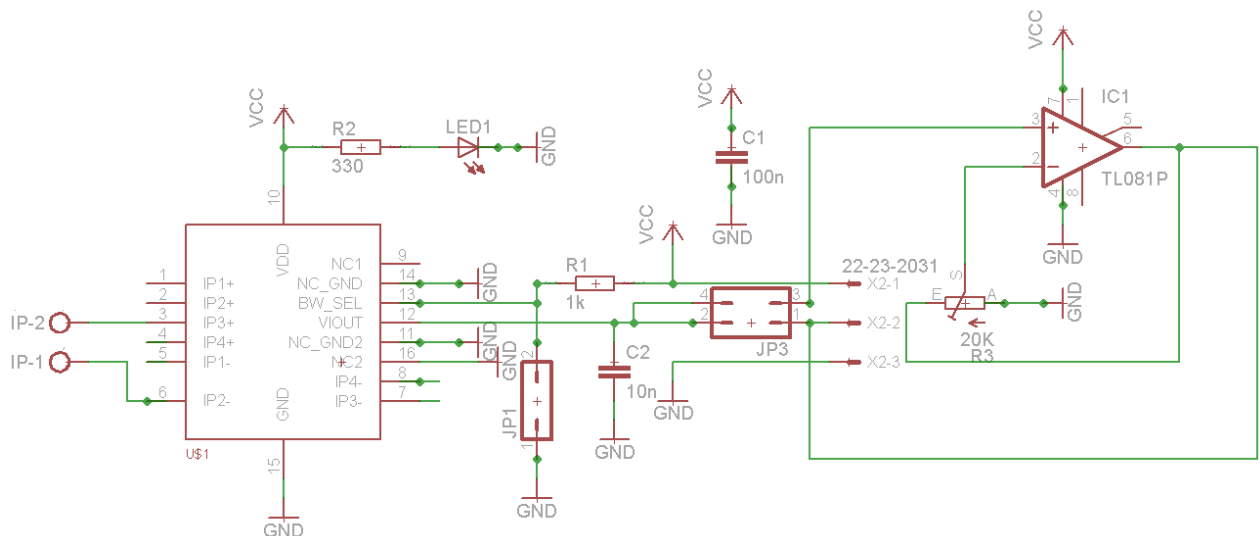 VCC
R2
330
LED1
GND
VCC
C1
100n
GND
VCC
7
1
IC1
3
5
6
2
TL081P
4
8
GND
10
VDD
1
IP1+
2
IP2+
IP-2
3
IP3+
4
IP4+
IP-1
5
IP1-
6
IP2-
GND
U$1
15
GND
NC1
9
NC_GND
14
GND
BW_SEL
13
VIOUT
12
NC_GND2
11
GND
NC2
16
GND
IP4-
8
IP3-
7
R1
1k
VCC
2
JP1
1
GND
C2
10n
GND
4
3
2
1
JP3
GND
22-23-2031
X2-1
X2-2
X2-3
S
E
A
GND
20K
R3